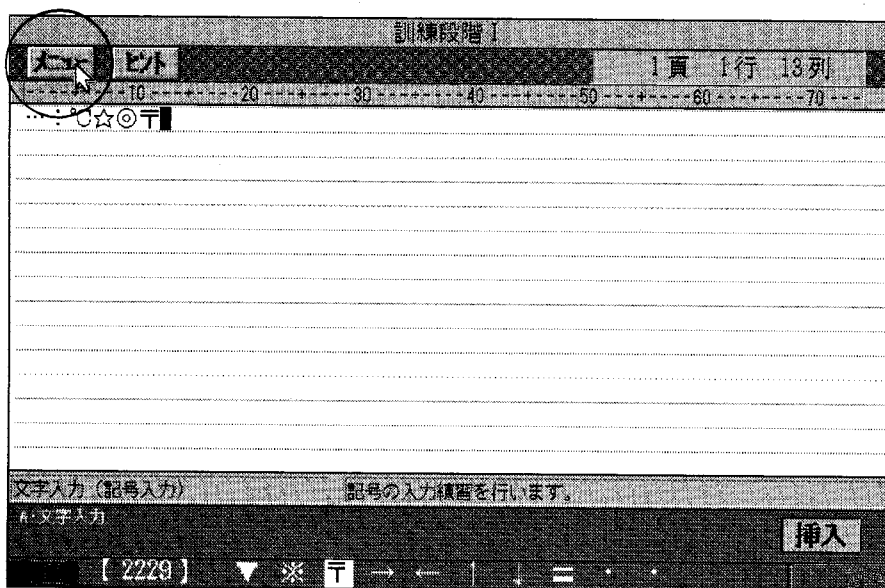 訓練段階 I
メニュー ヒント 1頁 1行 13列
10 20 30 40 50 60 70
…：℃☆◎〒
文字入力（記号入力） 記号の入力練習を行います。
文字入力
挿入
【 2229 】 ▼ ※ 〒 → ← ↑ ↓ 〓 ・ ・